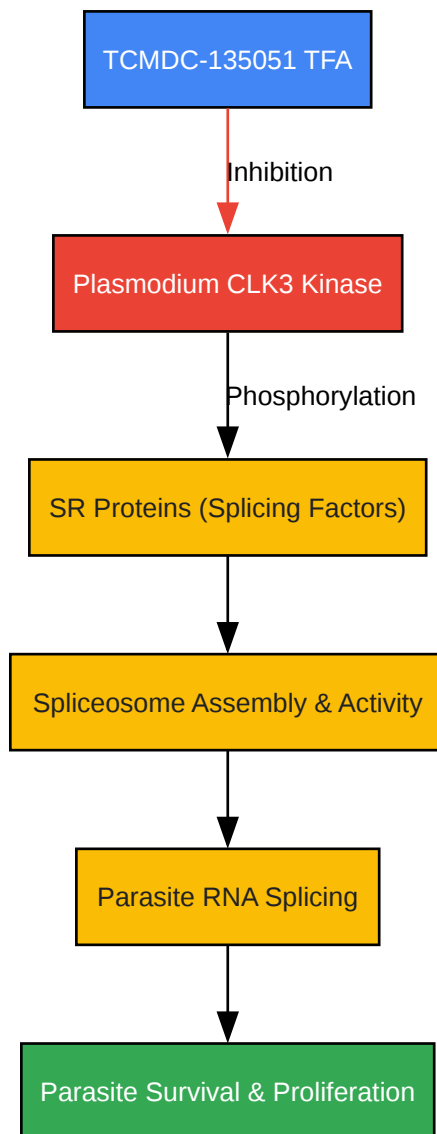 TCMDC-135051 TFA
Inhibition
Plasmodium CLK3 Kinase
Phosphorylation
SR Proteins (Splicing Factors)
Spliceosome Assembly & Activity
Parasite RNA Splicing
Parasite Survival & Proliferation